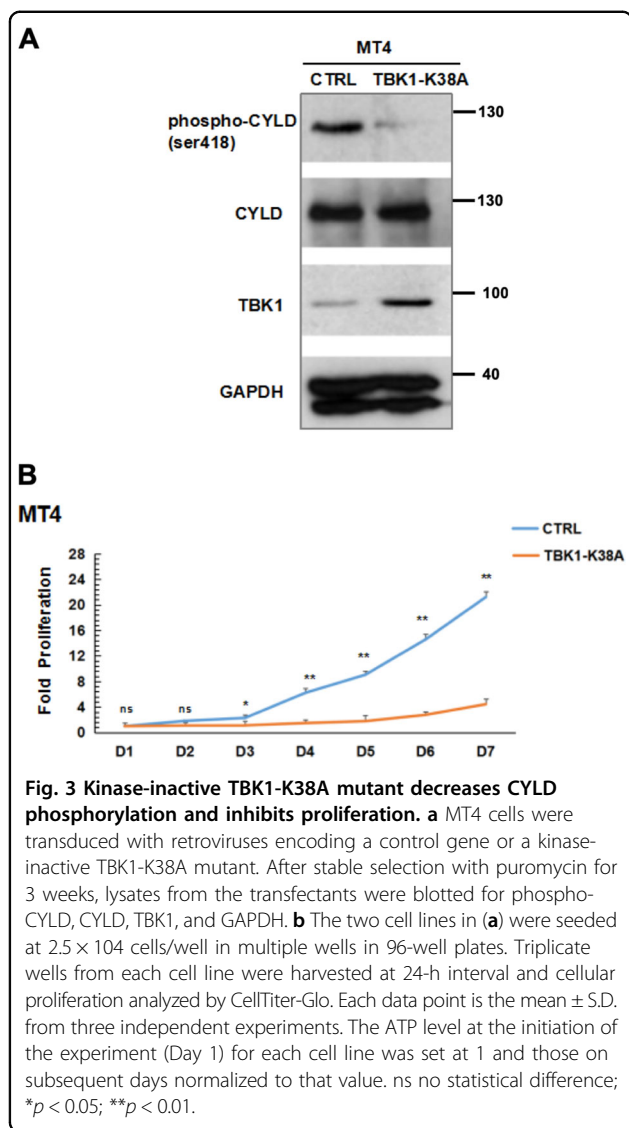 A
MT4
CTRL TBK1-K38A
phospho-CYLD
(ser418)
130
CYLD
130
TBK1
100
GAPDH
40
B
MT4
CTRL
TBK1-K38A
Fold Proliferation
28
24
20
16
12
8
4
0
ns
ns
*
**
**
**
**
D1 D2 D3 D4 D5 D6 D7
Fig. 3 Kinase-inactive TBK1-K38A mutant decreases CYLD
phosphorylation and inhibits proliferation. a MT4 cells were
transduced with retroviruses encoding a control gene or a kinase-
inactive TBK1-K38A mutant. After stable selection with puromycin for
3 weeks, lysates from the transfectants were blotted for phospho-
CYLD, CYLD, TBK1, and GAPDH. b The two cell lines in (a) were seeded
at 2.5 × 104 cells/well in multiple wells in 96-well plates. Triplicate
wells from each cell line were harvested at 24-h interval and cellular
proliferation analyzed by CellTiter-Glo. Each data point is the mean ± S.D.
from three independent experiments. The ATP level at the initiation of
the experiment (Day 1) for each cell line was set at 1 and those on
subsequent days normalized to that value. ns no statistical difference;
*p < 0.05; **p < 0.01.